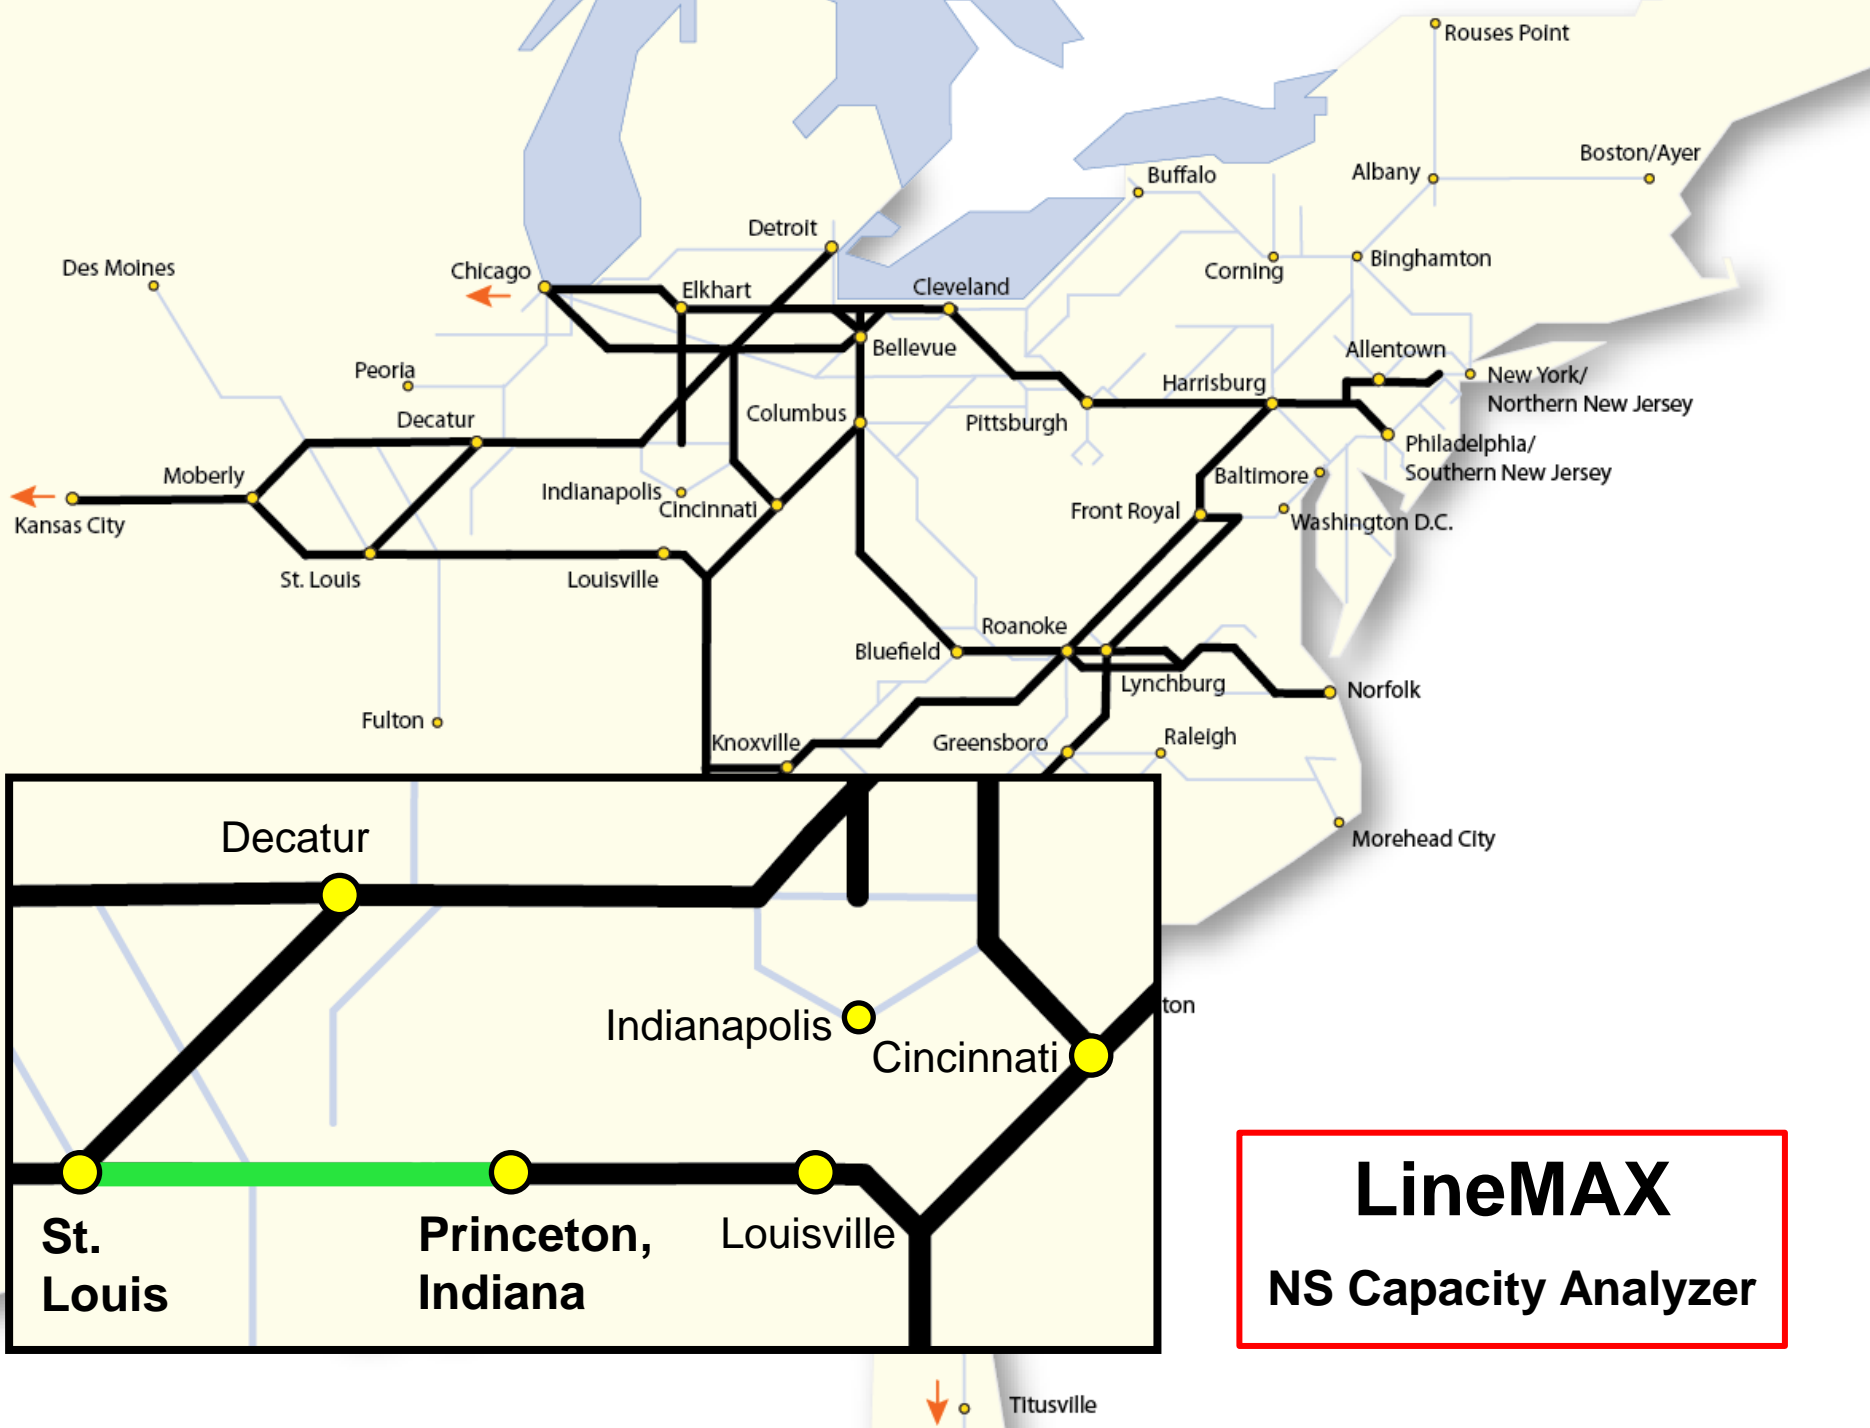 Rouses Point
Boston/Ayer
Albany
Buffalo
Detroit
Binghamton
Corning
Des Moines
Chicago
Elkhart
Cleveland
Bellevue
Allentown
Peoria
Harrisburg
New York/
Northern New Jersey
Decatur
Columbus
Pittsburgh
Philadelphia/
Southern New Jersey
Moberly
Baltimore
Indianapolis
Cincinnati
Front Royal
Washington D.C.
Kansas City
St. Louis
Louisville
Roanoke
Bluefield
Lynchburg
Norfolk
Fulton
Knoxville
Greensboro
Raleigh
Morehead City
Decatur
ton
Indianapolis
Cincinnati
St.
Louis
Princeton,
Indiana
Louisville
LineMAX
NS Capacity Analyzer
Titusville